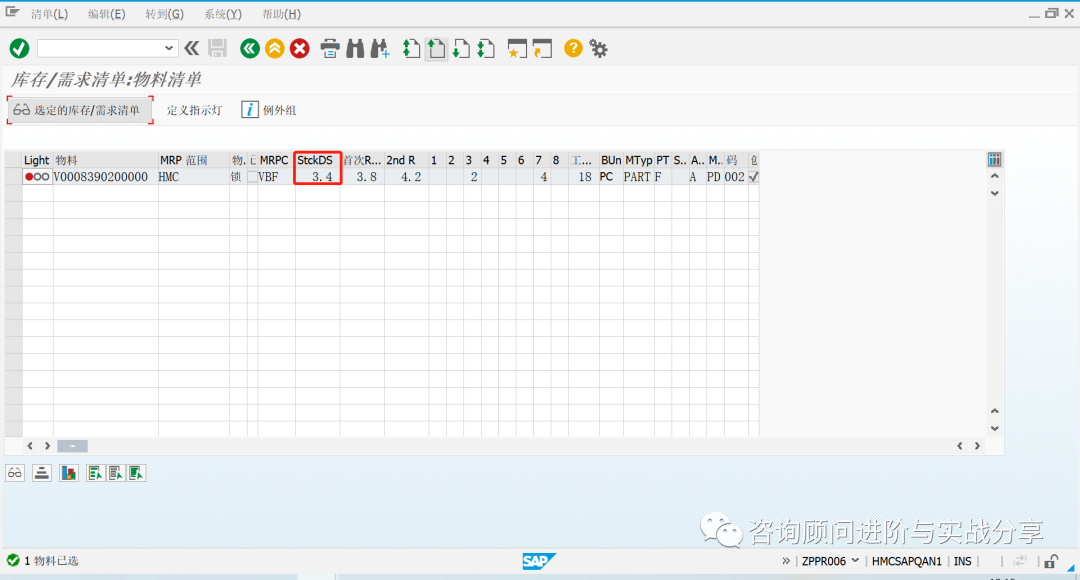 清单(L) 编辑(E) 转到(G) 系统(Y) 帮助(H)
库存/需求清单:物料清单
选定的库存/需求清单 定义指示灯 i 例外组
Light 物料 MRP 范围 物. MRPC StckDS 首次R... 2nd R 1 2 3 4 5 6 7 8 工... BUn MTyp PT S.. A.. M.. 码
V0008390200000 HMC 锁 VBF 3.4 3.8 4.2 2 4 18 PC PART F A PD 002
咨询顾问进阶与实战分享
1 物料已选 SAP ZPPR006 HMCSAPQAN1 INS